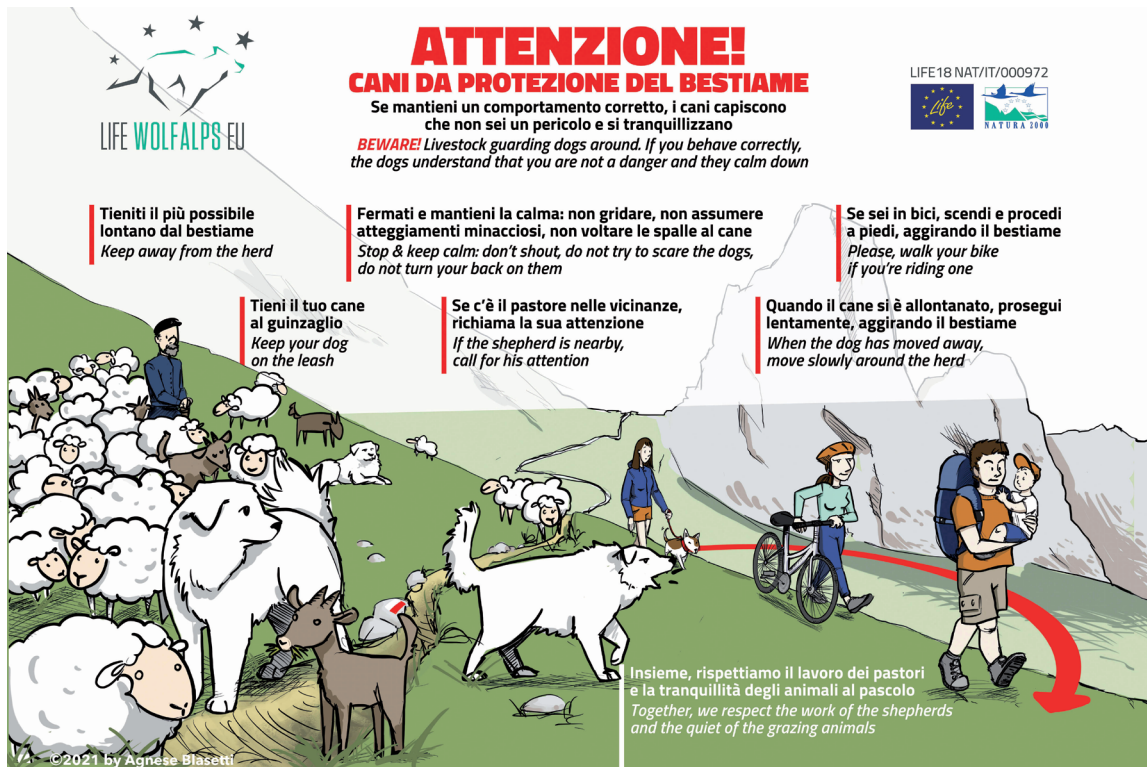 ATTENZIONE!
CANI DA PROTEZIONE DEL BESTIAME
Se mantieni un comportamento corretto, i cani capiscono
che non sei un pericolo e si tranquillizzano
BEWARE! Livestock guarding dogs around. If you behave correctly,
the dogs understand that you are not a danger and they calm down
LIFE WOLFALPS EU
LIFE18 NAT/IT/000972
Life
NATURA 2000
Tieniti il più possibile
lontano dal bestiame
Keep away from the herd
Fermati e mantieni la calma: non gridare, non assumere
atteggiamenti minacciosi, non voltare le spalle al cane
Stop & keep calm: don't shout, do not try to scare the dogs,
do not turn your back on them
Se sei in bici, scendi e procedi
a piedi, aggirando il bestiame
Please, walk your bike
if you're riding one
Tieni il tuo cane
al guinzaglio
Keep your dog
on the leash
Se c'è il pastore nelle vicinanze,
richiama la sua attenzione
If the shepherd is nearby,
call for his attention
Quando il cane si è allontanato, prosegui
lentamente, aggirando il bestiame
When the dog has moved away,
move slowly around the herd
Insieme, rispettiamo il lavoro dei pastori
e la tranquillità degli animali al pascolo
Together, we respect the work of the shepherds
and the quiet of the grazing animals
©2021 by Agnese Blasetti